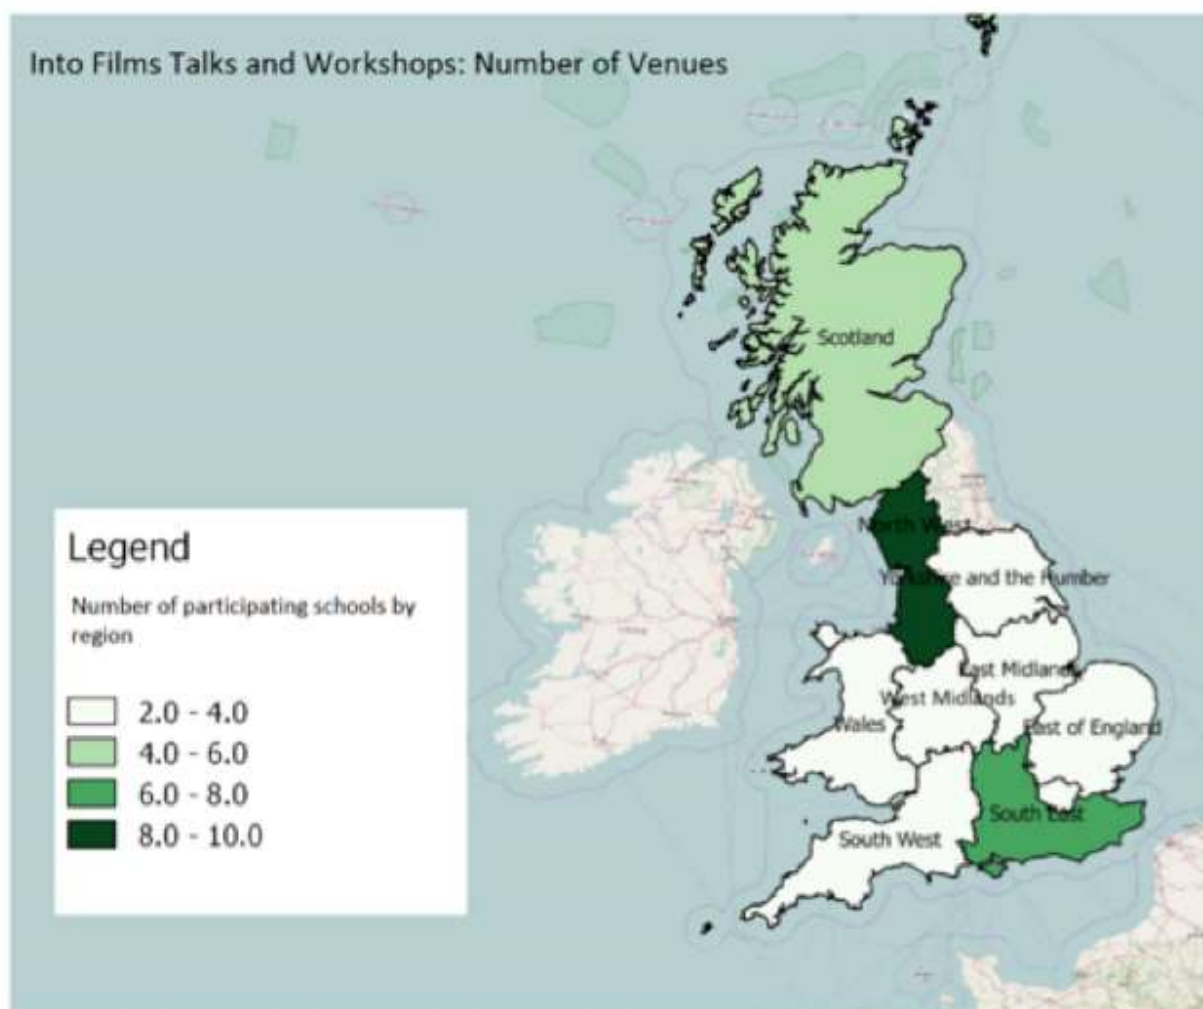 Into Films Talks and Workshops: Number of Venues
Scotland
North West
Yorkshire and the Humber
East Midlands
West Midlands
Wales
East of England
South East
South West
Legend
Number of participating schools by
region
2.0 - 4.0
4.0 - 6.0
6.0 - 8.0
8.0 - 10.0